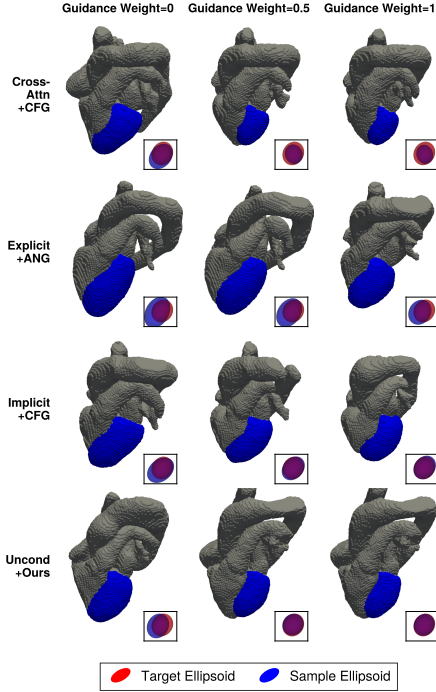 Guidance Weight=0 Guidance Weight=0.5 Guidance Weight=1
Cross-
Attn
+CFG
Explicit
+ANG
Implicit
+CFG
Uncond
+Ours
Target Ellipsoid Sample Ellipsoid